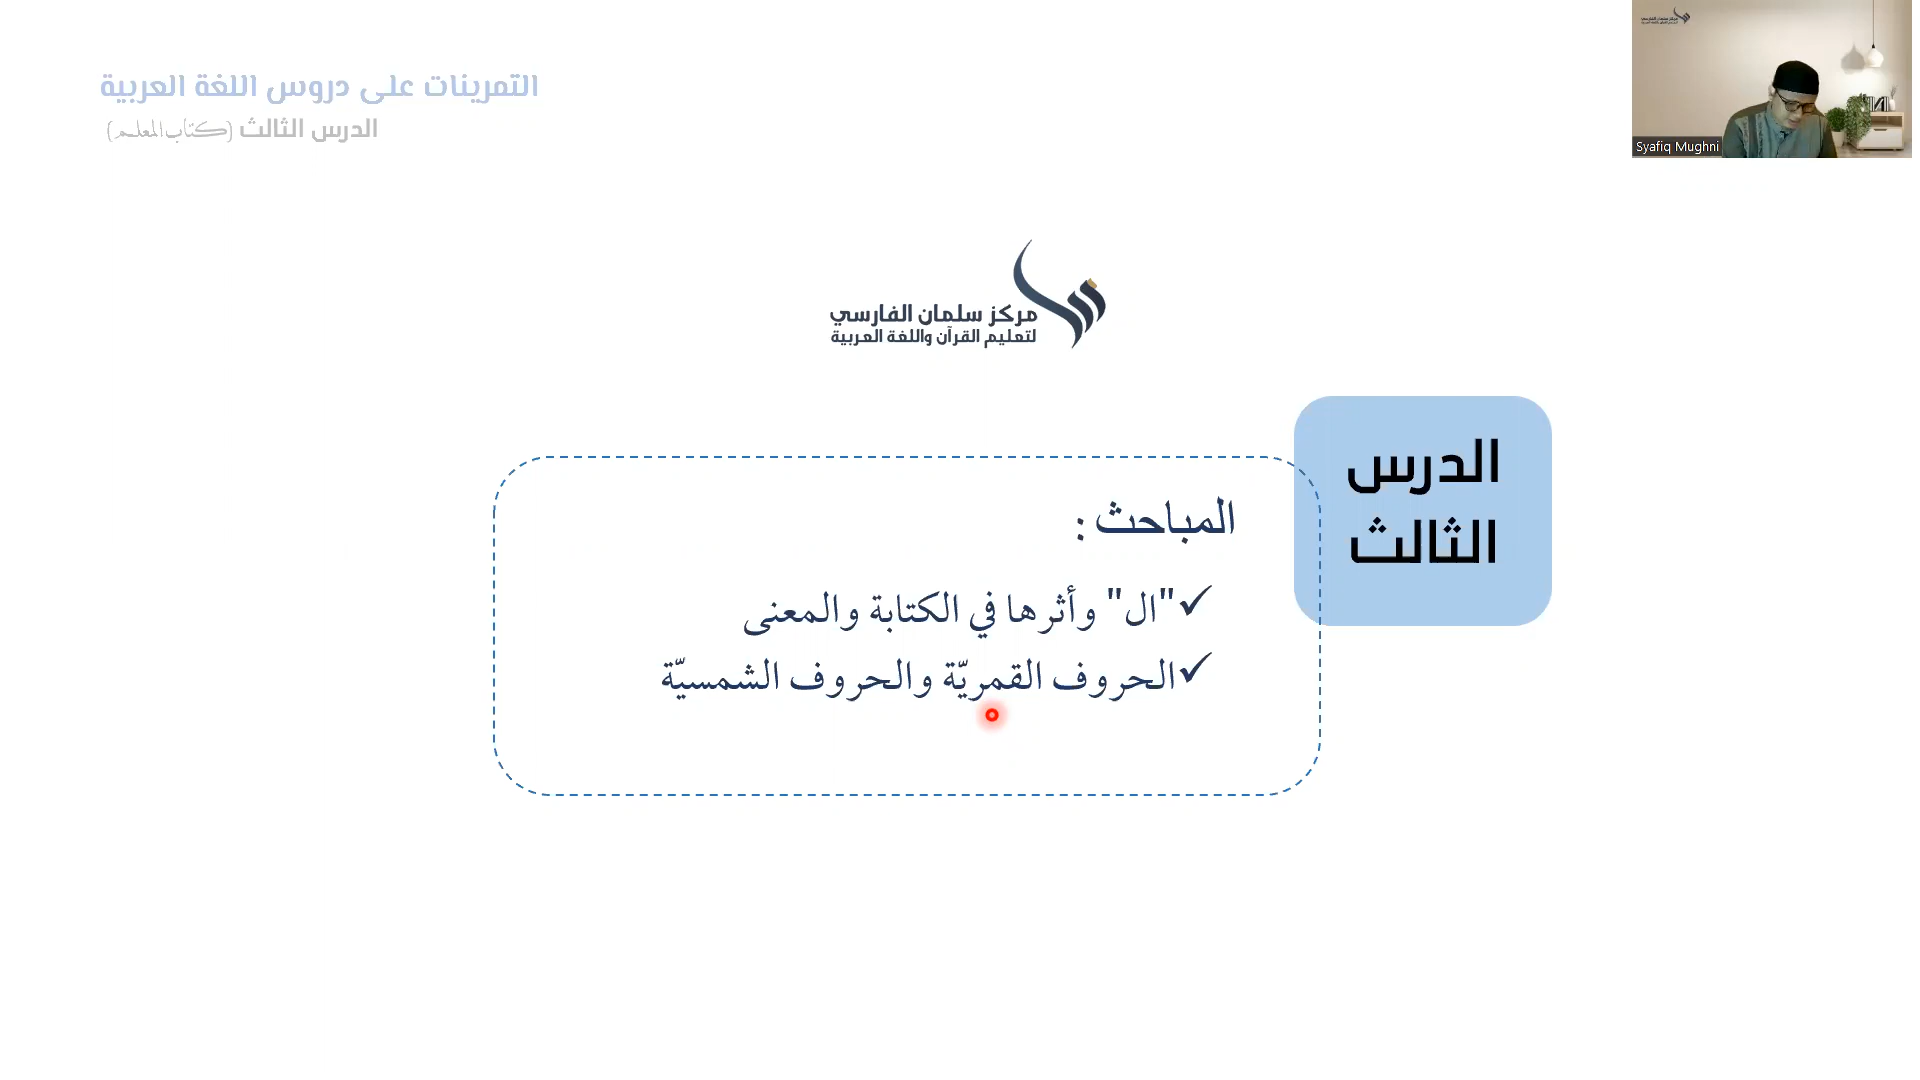 التمرينات على دروس اللغة العربية
الدرس الثالث (كتاب المعلم)
Syafiq Mughni
مركز سلمان الفارسي
لتعليم القرآن واللغة العربية
الدرس
الثالث
المباحث :
✓"ال" وأثرها في الكتابة والمعنى
✓الحروف القمريّة والحروف الشمسيّة